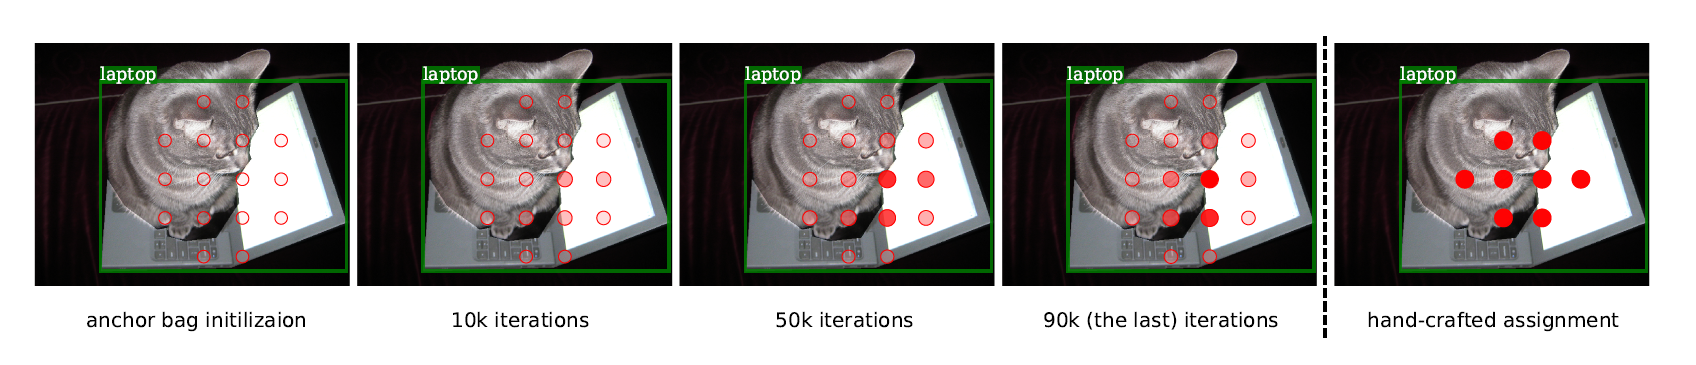 laptop
laptop
laptop
laptop
laptop
anchor bag initilizaion
10k iterations
50k iterations
90k (the last) iterations
hand-crafted assignment